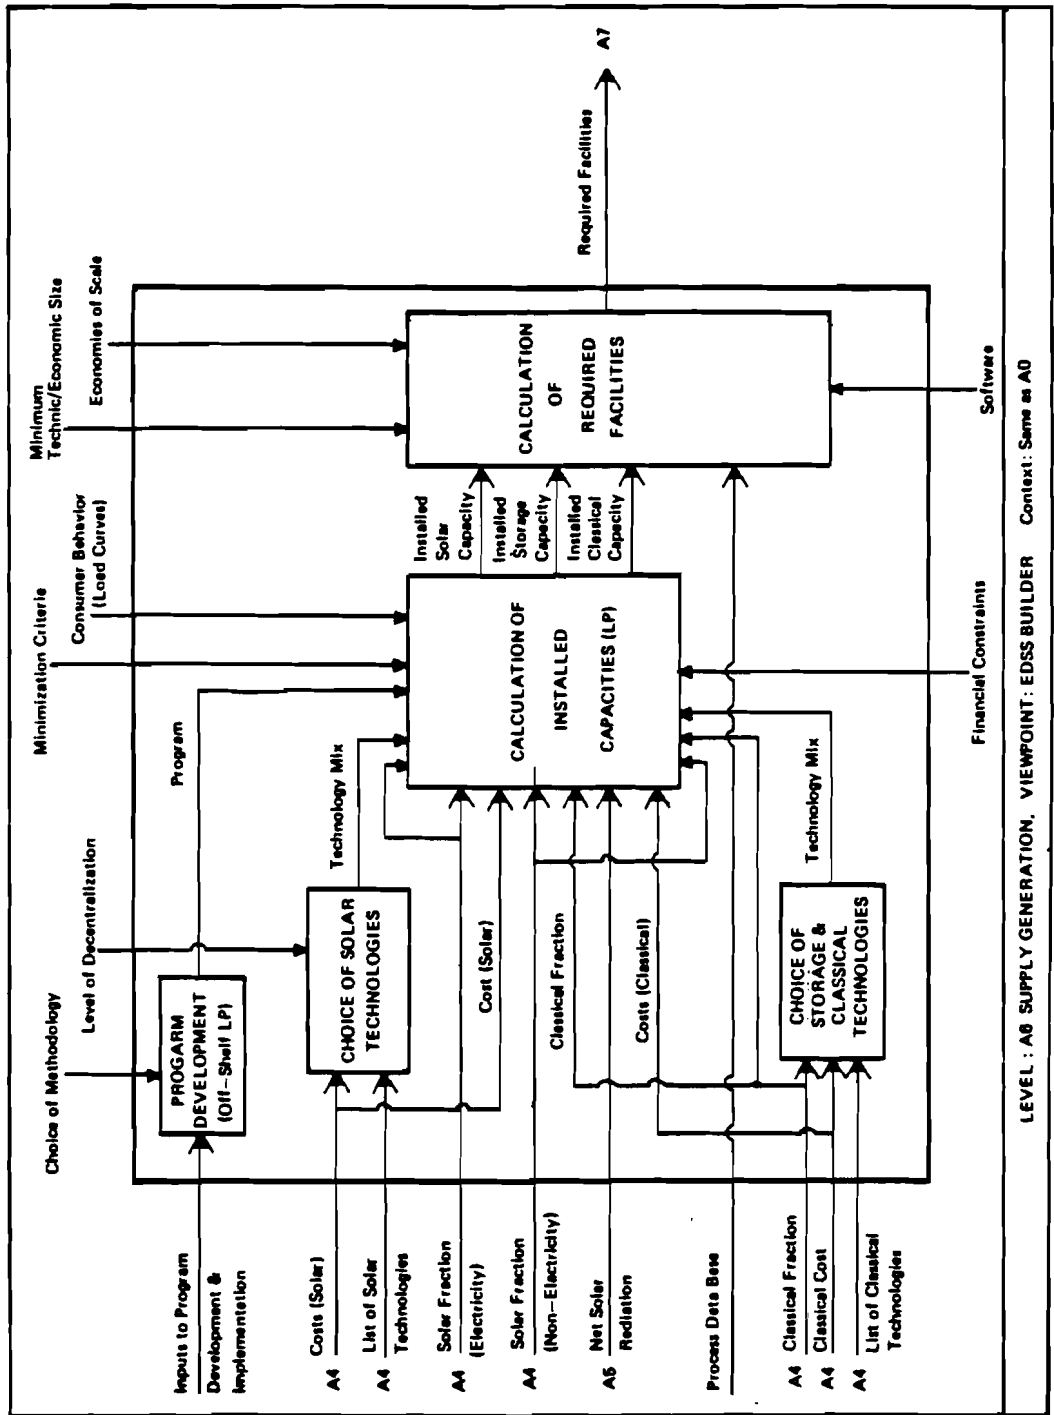 Choice of Methodology
Level of Decentralization
Minimization Criteria
Consumer Behavior
(Load Curves)
Minimum
Technic/Economic Size
Economies of Scale
Inputs to Program
Development &
Implementation
PROGARM
DEVELOPMENT
(Off-Shelf LP)
Program
A4
Costs (Solar)
A4
List of Solar
Technologies
CHOICE OF SOLAR
TECHNOLOGIES
Technology Mix
A4
Solar Fraction
(Electricity)
Cost (Solar)
A4
Solar Fraction
(Non-Electricity)
Classical Fraction
A5
Net Solar
Radiation
Costs (Classical)
CALCULATION OF
INSTALLED
CAPACITIES (LP)
Installed
Solar
Capacity
Installed
Storage
Capacity
Installed
Classical
Capacity
CALCULATION
OF
REQUIRED
FACILITIES
Required Facilities
A7
Process Data Base
A4
Classical Fraction
A4
Classical Cost
A4
List of Classical
Technologies
CHOICE OF
STORAGE &
CLASSICAL
TECHNOLOGIES
Technology Mix
Financial Constraints
Software
LEVEL : A6 SUPPLY GENERATION, VIEWPOINT: EDSS BUILDER Context: Same as A0